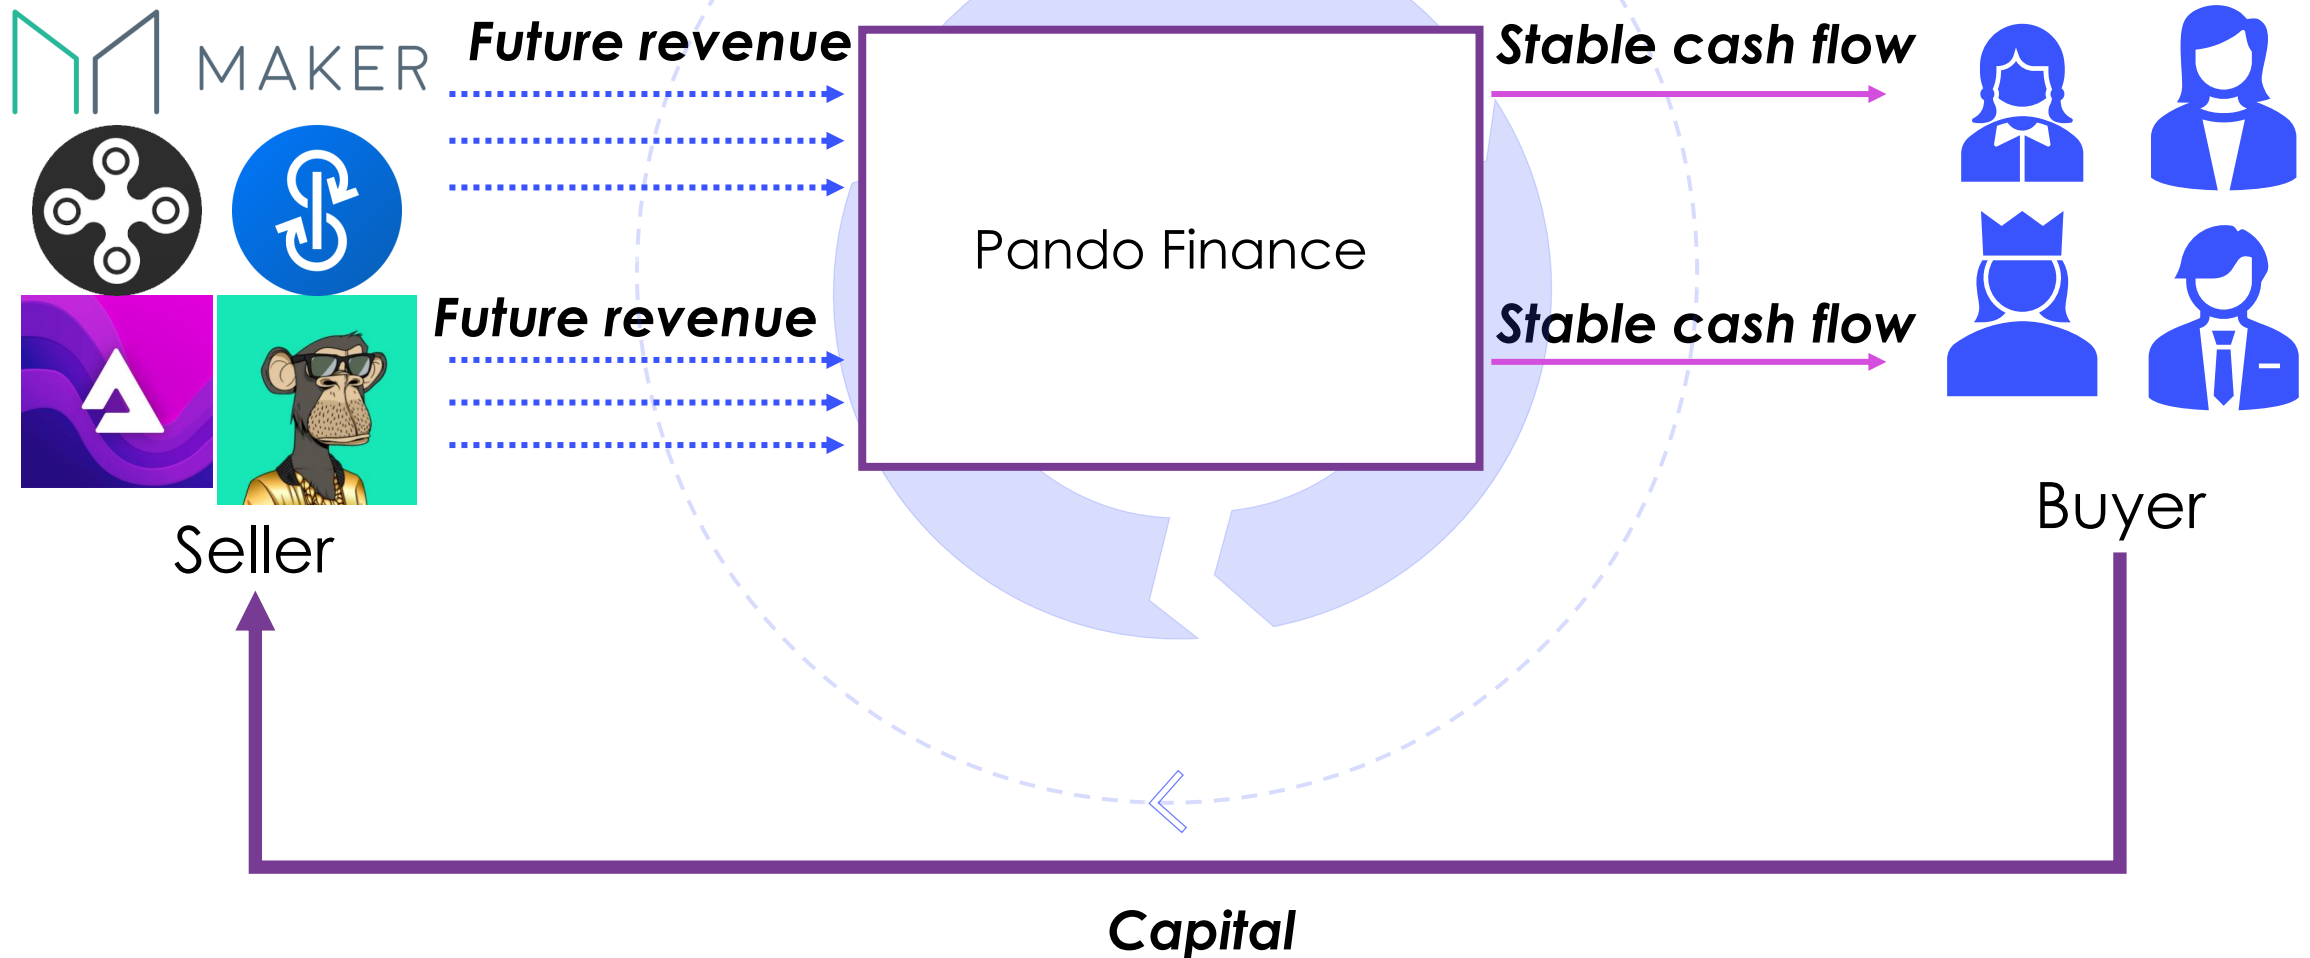 MAKER
Future revenue
Stable cash flow
Pando Finance
Future revenue
Stable cash flow
Seller
Buyer
Capital